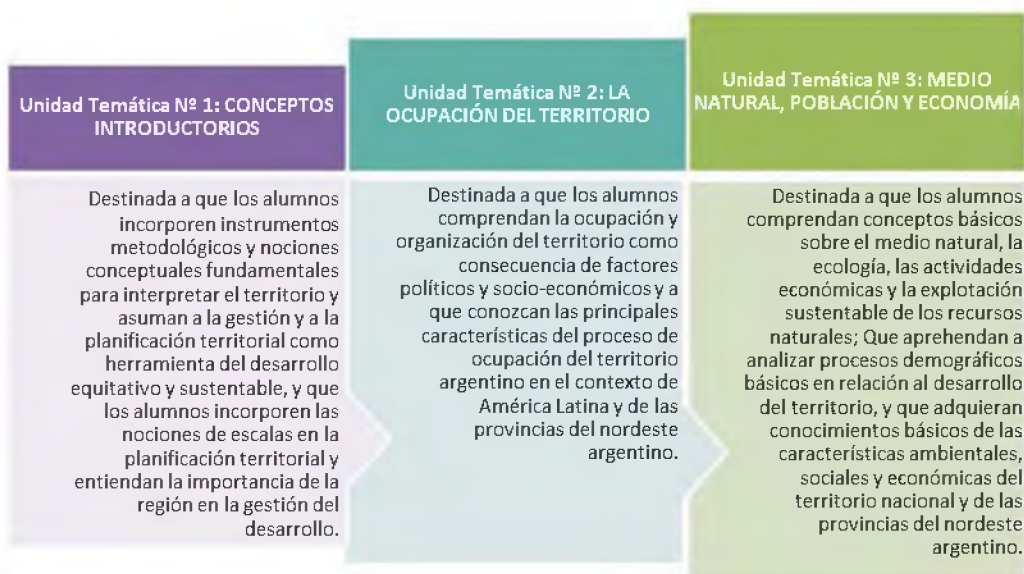 Unidad Temática Nº 1: CONCEPTOS
INTRODUCTORIOS
Destinada a que los alumnos
incorporen instrumentos
metodológicos y nociones
conceptuales fundamentales
para interpretar el territorio y
asuman a la gestión y a la
planificación territorial como
herramienta del desarrollo
equitativo y sustentable, y que
los alumnos incorporen las
nociones de escalas en la
planificación territorial y
entiendan la importancia de la
región en la gestión del
desarrollo.
Unidad Temática Nº 2: LA
OCUPACIÓN DEL TERRITORIO
Destinada a que los alumnos
comprendan la ocupación y
organización del territorio como
consecuencia de factores
políticos y socio-económicos y a
que conozcan las principales
características del proceso de
ocupación del territorio
argentino en el contexto de
América Latina y de las
provincias del nordeste
argentino.
Unidad Temática Nº 3: MEDIO
NATURAL, POBLACIÓN Y ECONOMÍA
Destinada a que los alumnos
comprendan conceptos básicos
sobre el medio natural, la
ecología, las actividades
económicas y la explotación
sustentable de los recursos
naturales; Que aprehendan a
analizar procesos demográficos
básicos en relación al desarrollo
del territorio, y que adquieran
conocimientos básicos de las
características ambientales,
sociales y económicas del
territorio nacional y de las
provincias del nordeste
argentino.